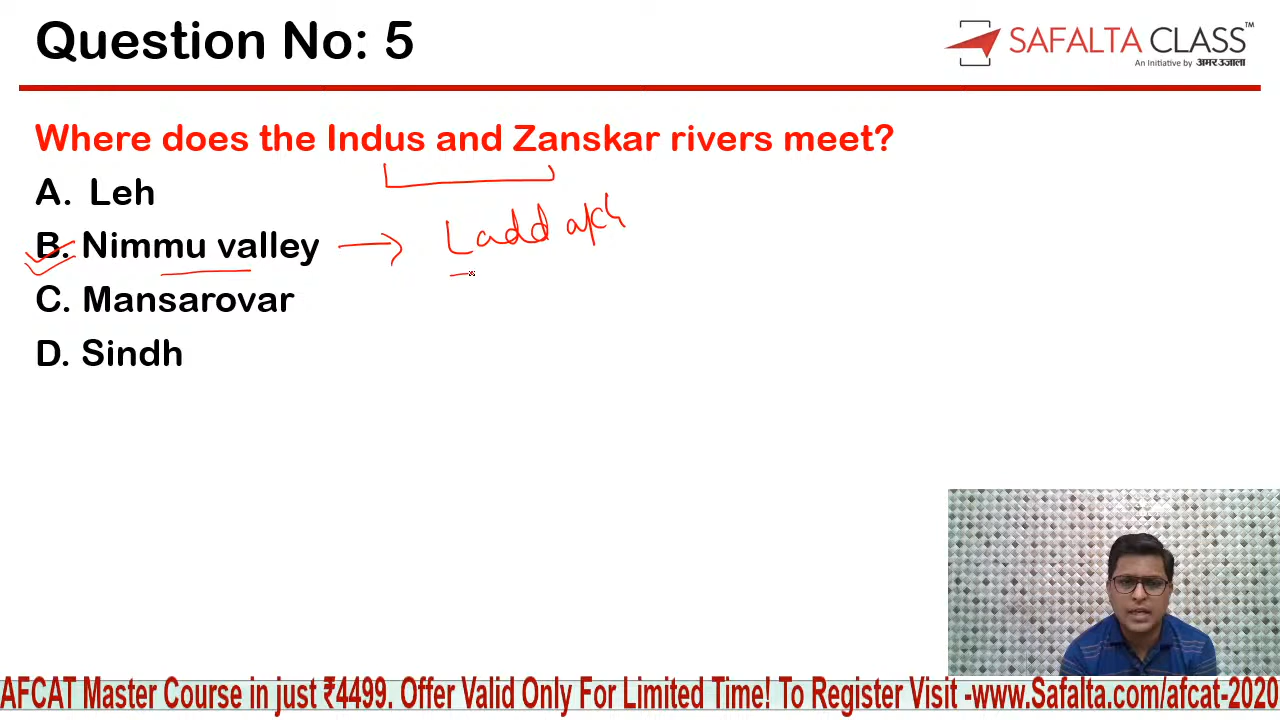 Question No: 5
SAFALTA CLASS™
An Initiative by अमर उजाला
Where does the Indus and Zanskar rivers meet?
A. Leh
B. Nimmu valley → Laddakh
C. Mansarovar
D. Sindh
AFCAT Master Course in just ₹4499. Offer Valid Only For Limited Time! To Register Visit -www.Safalta.com/afcat-2020